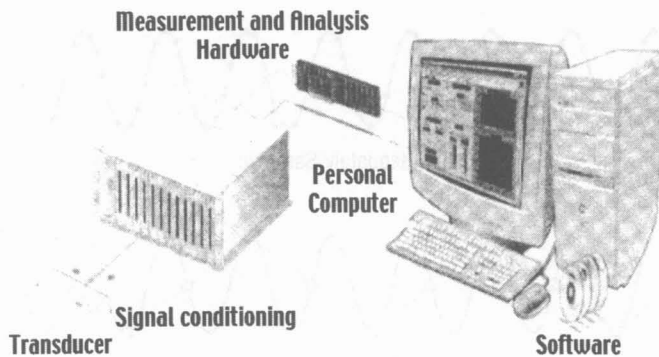 Measurement and Analysis
Hardware
Personal
Computer
Signal conditioning
Transducer
Software